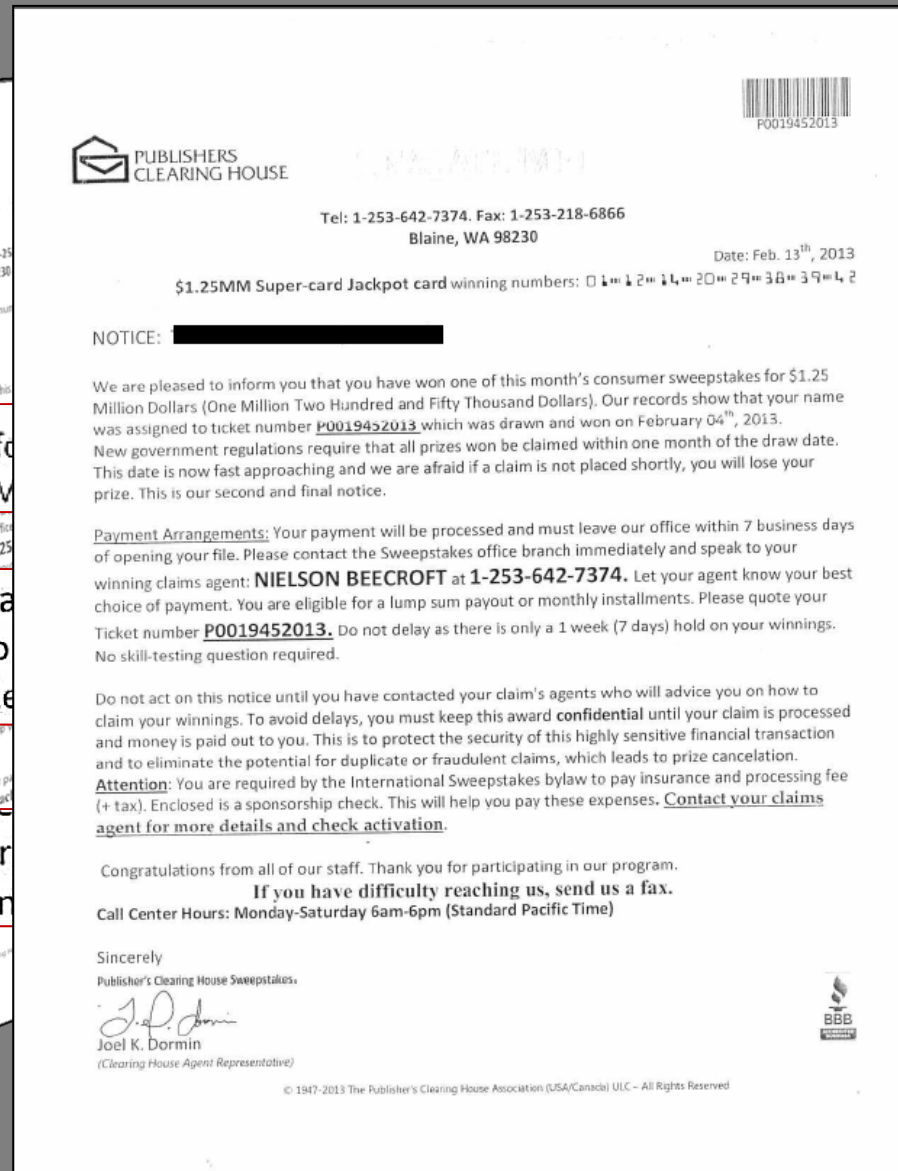 P0019452013
PUBLISHERS
CLEARING HOUSE
Tel: 1-253-642-7374. Fax: 1-253-218-6866
Blaine, WA 98230
Date: Feb. 13th, 2013
$1.25MM Super-card Jackpot card winning numbers: 01-12-14-20-29-38-39-42
NOTICE:
We are pleased to inform you that you have won one of this month's consumer sweepstakes for $1.25
Million Dollars (One Million Two Hundred and Fifty Thousand Dollars). Our records show that your name
was assigned to ticket number P0019452013 which was drawn and won on February 04th, 2013.
New government regulations require that all prizes won be claimed within one month of the draw date.
This date is now fast approaching and we are afraid if a claim is not placed shortly, you will lose your
prize. This is our second and final notice.
Payment Arrangements: Your payment will be processed and must leave our office within 7 business days
of opening your file. Please contact the Sweepstakes office branch immediately and speak to your
winning claims agent: NIELSON BEECROFT at 1-253-642-7374. Let your agent know your best
choice of payment. You are eligible for a lump sum payout or monthly installments. Please quote your
Ticket number P0019452013. Do not delay as there is only a 1 week (7 days) hold on your winnings.
No skill-testing question required.
Do not act on this notice until you have contacted your claim's agents who will advice you on how to
claim your winnings. To avoid delays, you must keep this award confidential until your claim is processed
and money is paid out to you. This is to protect the security of this highly sensitive financial transaction
and to eliminate the potential for duplicate or fraudulent claims, which leads to prize cancelation.
Attention: You are required by the International Sweepstakes bylaw to pay insurance and processing fee
(+ tax). Enclosed is a sponsorship check. This will help you pay these expenses. Contact your claims
agent for more details and check activation.
Congratulations from all of our staff. Thank you for participating in our program.
If you have difficulty reaching us, send us a fax.
Call Center Hours: Monday-Saturday 6am-6pm (Standard Pacific Time)
Sincerely
Publisher's Clearing House Sweepstakes.
Joel K. Dormin
(Clearing House Agent Representative)
BBB
© 1947-2013 The Publisher's Clearing House Association (USA/Canada) ULC – All Rights Reserved